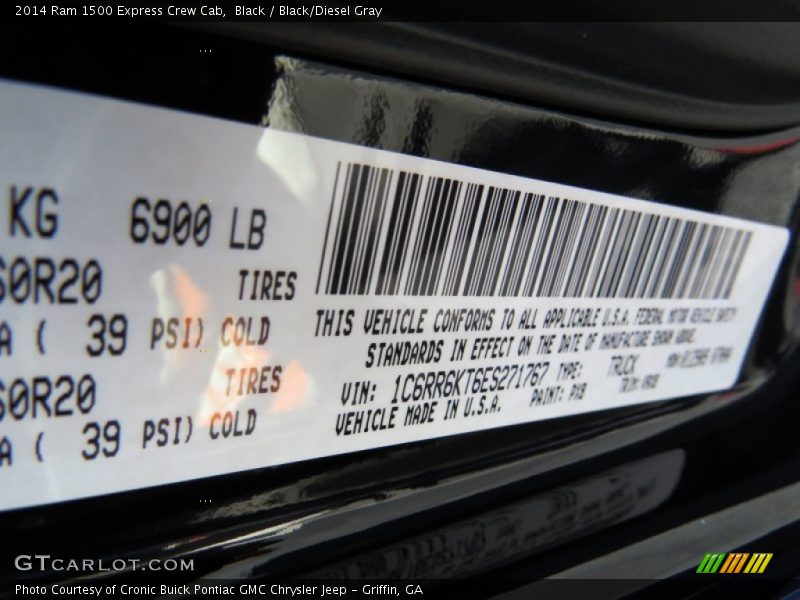 2014 Ram 1500 Express Crew Cab,  Black / Black/Diesel Gray
KG 6900 LB
S0R20 TIRES
A ( 39 PSI) COLD
S0R20 TIRES
A ( 39 PSI) COLD
THIS VEHICLE CONFORMS TO ALL APPLICABLE U.S.A. FEDERAL MOTOR VEHICLE SAFETY
STANDARDS IN EFFECT ON THE DATE OF MANUFACTURE SHOWN ABOVE.
VIN: 1C6RR6KT6ES271767 TYPE: TRUCK
VEHICLE MADE IN U.S.A. PAINT: PX8
GTCARLOT.COM
Photo Courtesy of Cronic Buick Pontiac GMC Chrysler Jeep – Griffin, GA